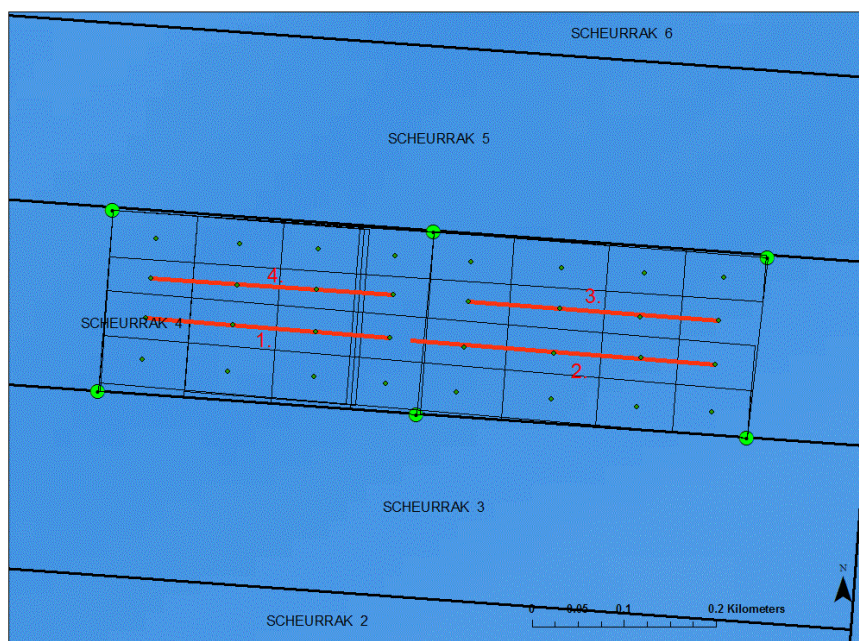 SCHEURRAK 6
SCHEURRAK 5
4.
3.
SCHEURRAK 4
1.
2.
SCHEURRAK 3
N
0 0.05 0.1 0.2 Kilometers
SCHEURRAK 2